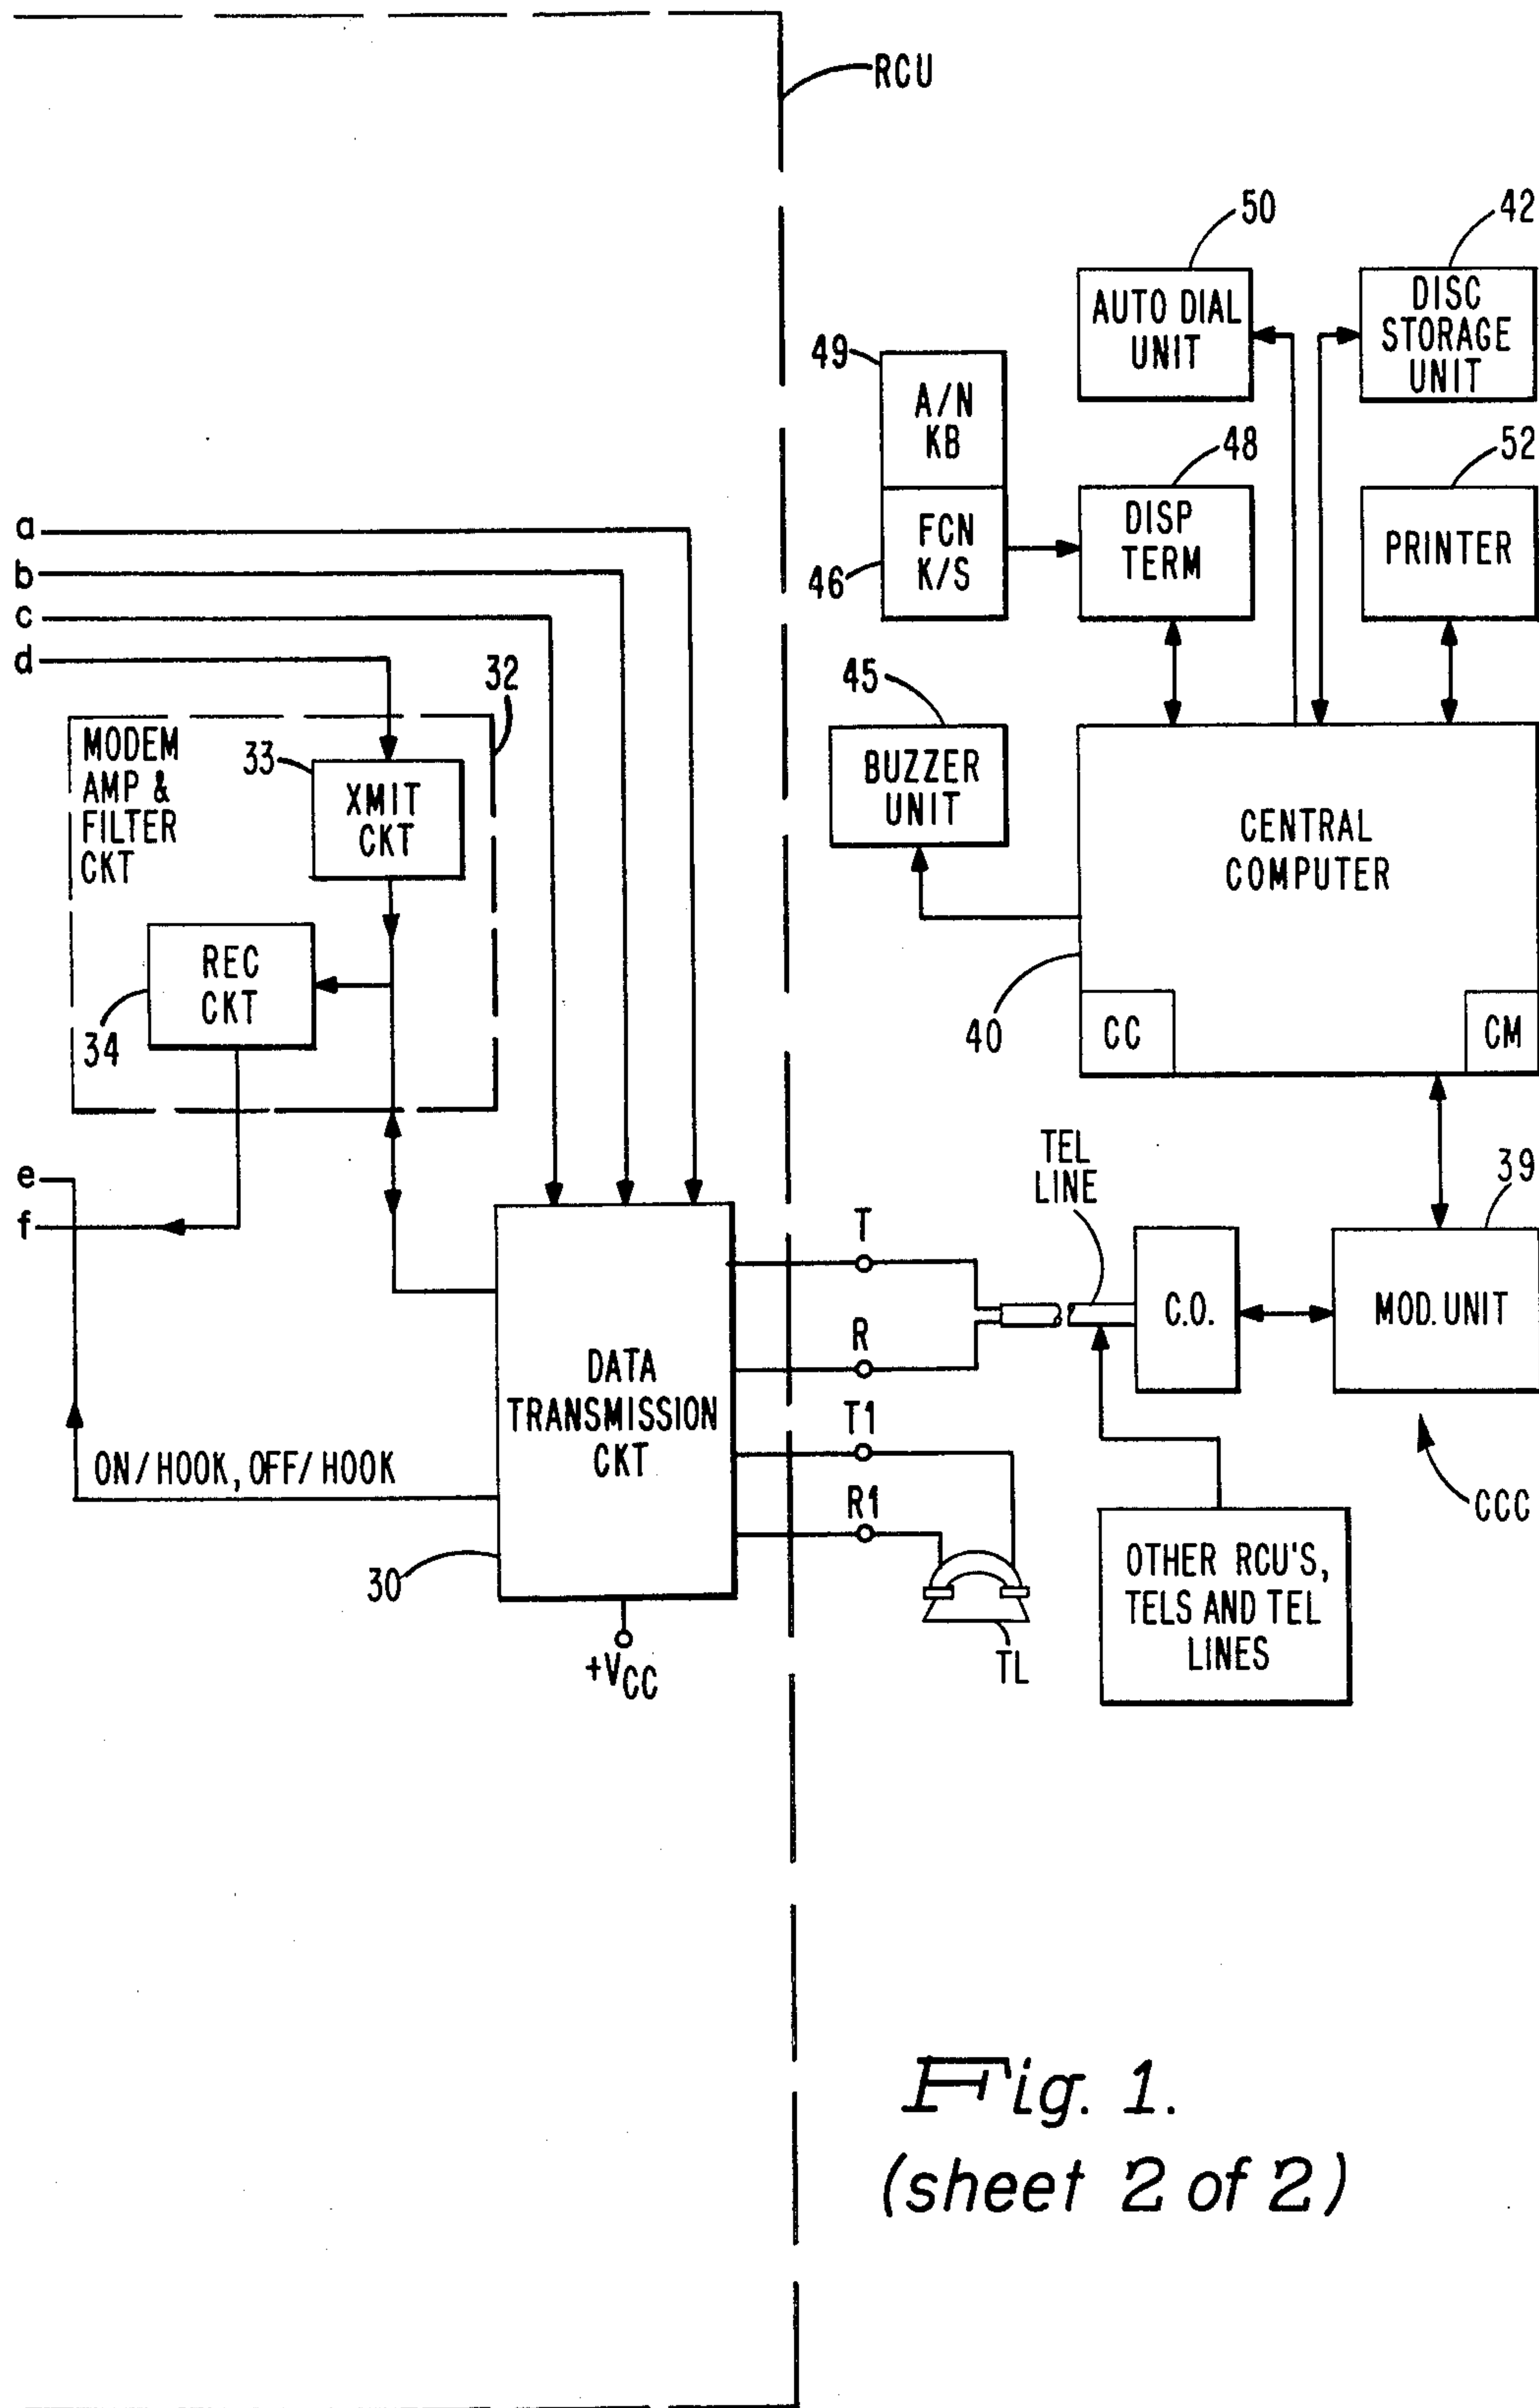 RCU
50
42
AUTO DIAL
UNIT
DISC
STORAGE
UNIT
49
A/N
KB
48
52
FCN
K/S
46
DISP
TERM
PRINTER
a
b
c
d
32
45
MODEM
AMP &
FILTER
CKT
33
XMIT
CKT
BUZZER
UNIT
CENTRAL
COMPUTER
REC
CKT
34
40
CC
CM
TEL
LINE
39
e
f
T
C.O.
MOD. UNIT
R
DATA
TRANSMISSION
CKT
T1
ON/HOOK, OFF/HOOK
R1
CCC
30
OTHER RCU'S,
TELS AND TEL
LINES
TL
+VCC
Fig. 1.
(sheet 2 of 2)